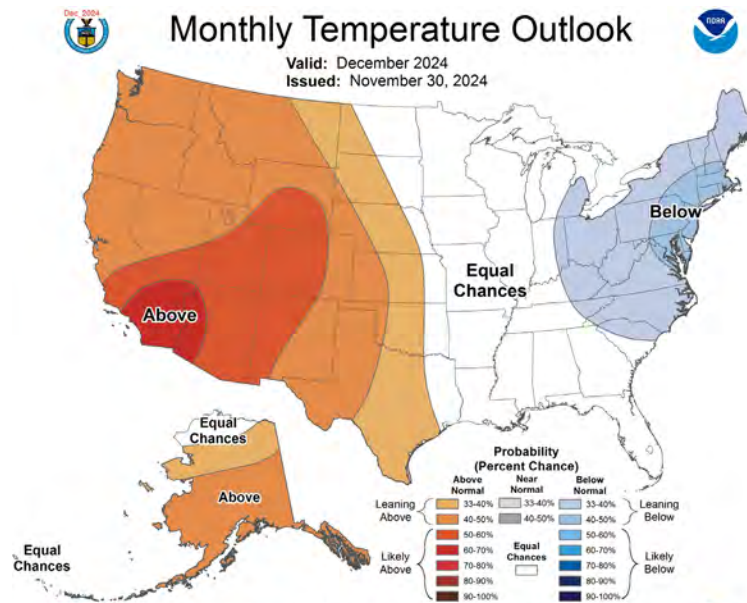 Dec, 2024
NOAA
Monthly Temperature Outlook
Valid: December 2024
Issued: November 30, 2024
Below
Equal
Chances
Above
Equal
Chances
Above
Equal
Chances
Probability
(Percent Chance)
Above
Normal
Near
Normal
Below
Normal
Leaning
Above
33-40% 33-40% 33-40%
40-50% 40-50% 40-50%
Leaning
Below
Likely
Above
50-60% 50-60%
60-70% 60-70%
70-80% 70-80%
80-90% 80-90%
90-100% 90-100%
Equal
Chances
Likely
Below